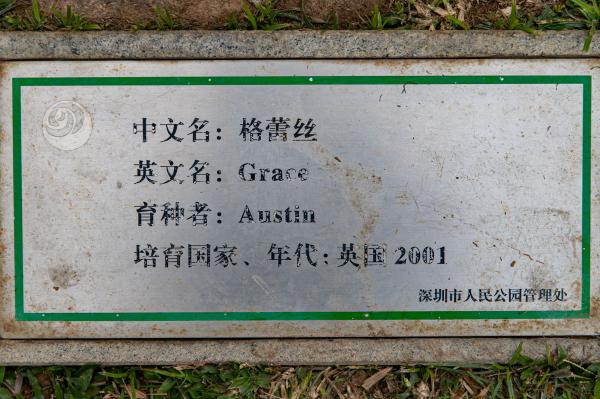 中文名：格蕾丝
英文名：Grace
育种者：Austin
培育国家、年代：英国 2001
深圳市人民公园管理处